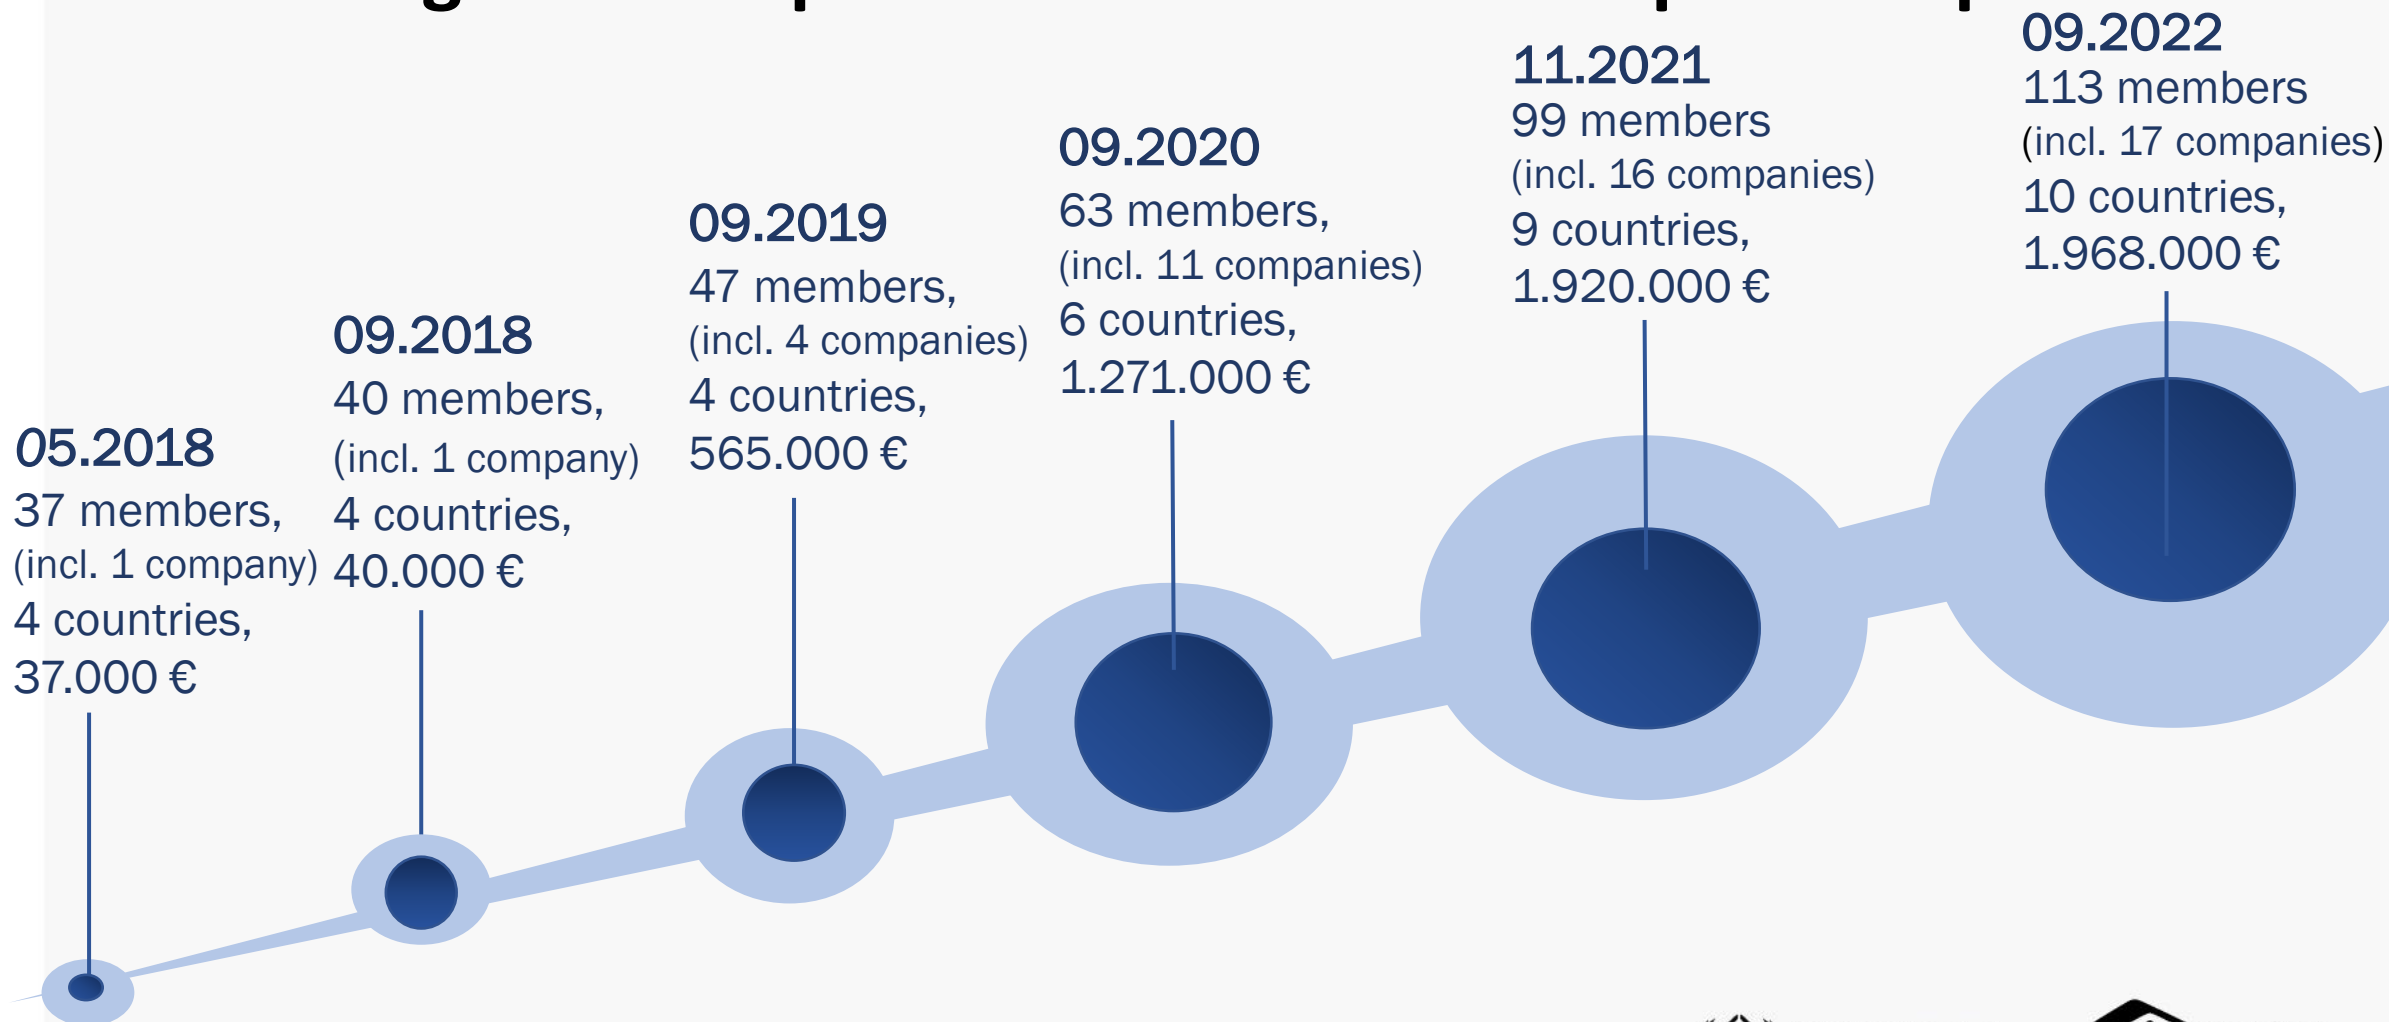 05.2018
37 members,
(incl. 1 company)
4 countries,
37.000 €
09.2018
40 members,
(incl. 1 company)
4 countries,
40.000 €
09.2019
47 members,
(incl. 4 companies)
4 countries,
565.000 €
09.2020
63 members,
(incl. 11 companies)
6 countries,
1.271.000 €
11.2021
99 members
(incl. 16 companies)
9 countries,
1.920.000 €
09.2022
113 members
(incl. 17 companies)
10 countries,
1.968.000 €